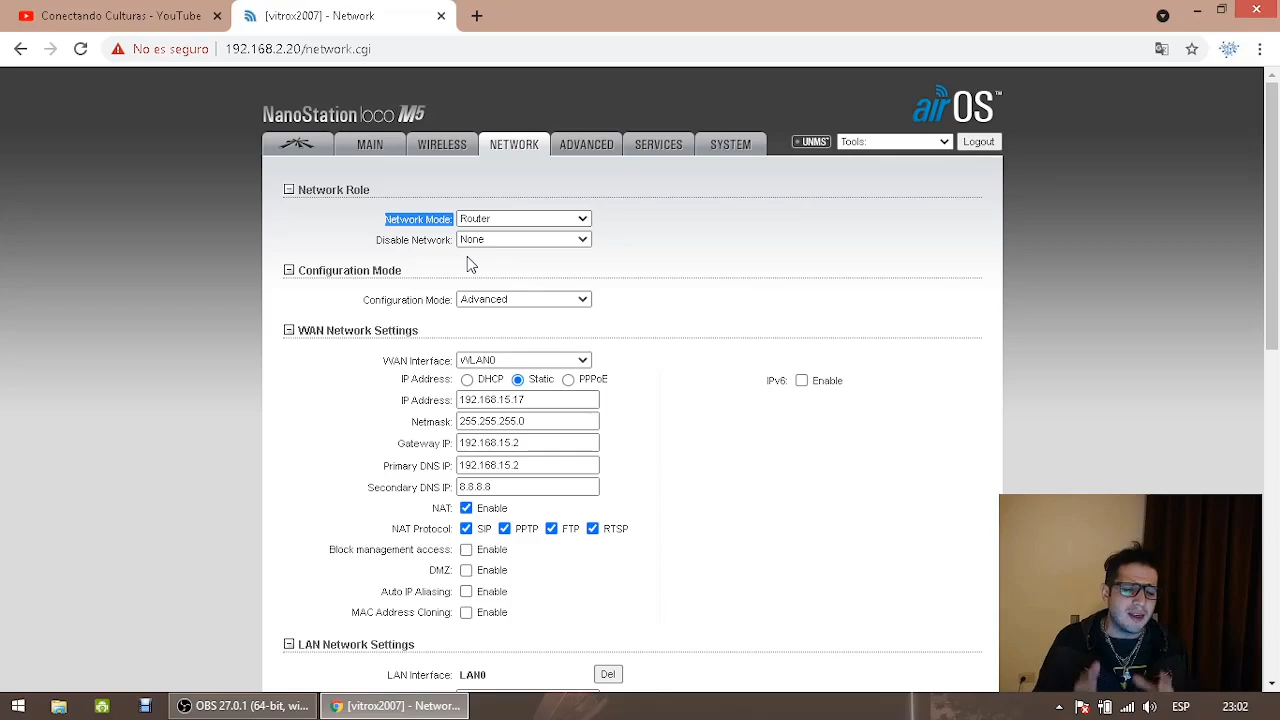 Conectando Culturas - YouTube
[vitrox2007] - Network
No es seguro
192.168.2.20/network.cgi
NanoStation loco M5
airOS™
MAIN
WIRELESS
NETWORK
ADVANCED
SERVICES
SYSTEM
UNMS™
Tools:
Logout
Network Role
Network Mode: Router
Disable Network: None
Configuration Mode
Configuration Mode: Advanced
WAN Network Settings
WAN Interface: WLAN0
IP Address: DHCP Static PPPoE
IPv6: Enable
IP Address: 192.168.15.17
Netmask: 255.255.255.0
Gateway IP: 192.168.15.2
Primary DNS IP: 192.168.15.2
Secondary DNS IP: 8.8.8.8
NAT: Enable
NAT Protocol: SIP PPTP FTP RTSP
Block management access: Enable
DMZ: Enable
Auto IP Aliasing: Enable
MAC Address Cloning: Enable
LAN Network Settings
LAN Interface: LAN0 Del
OBS 27.0.1 (64-bit, wi...
[vitrox2007] - Networ...
ESP
23:02